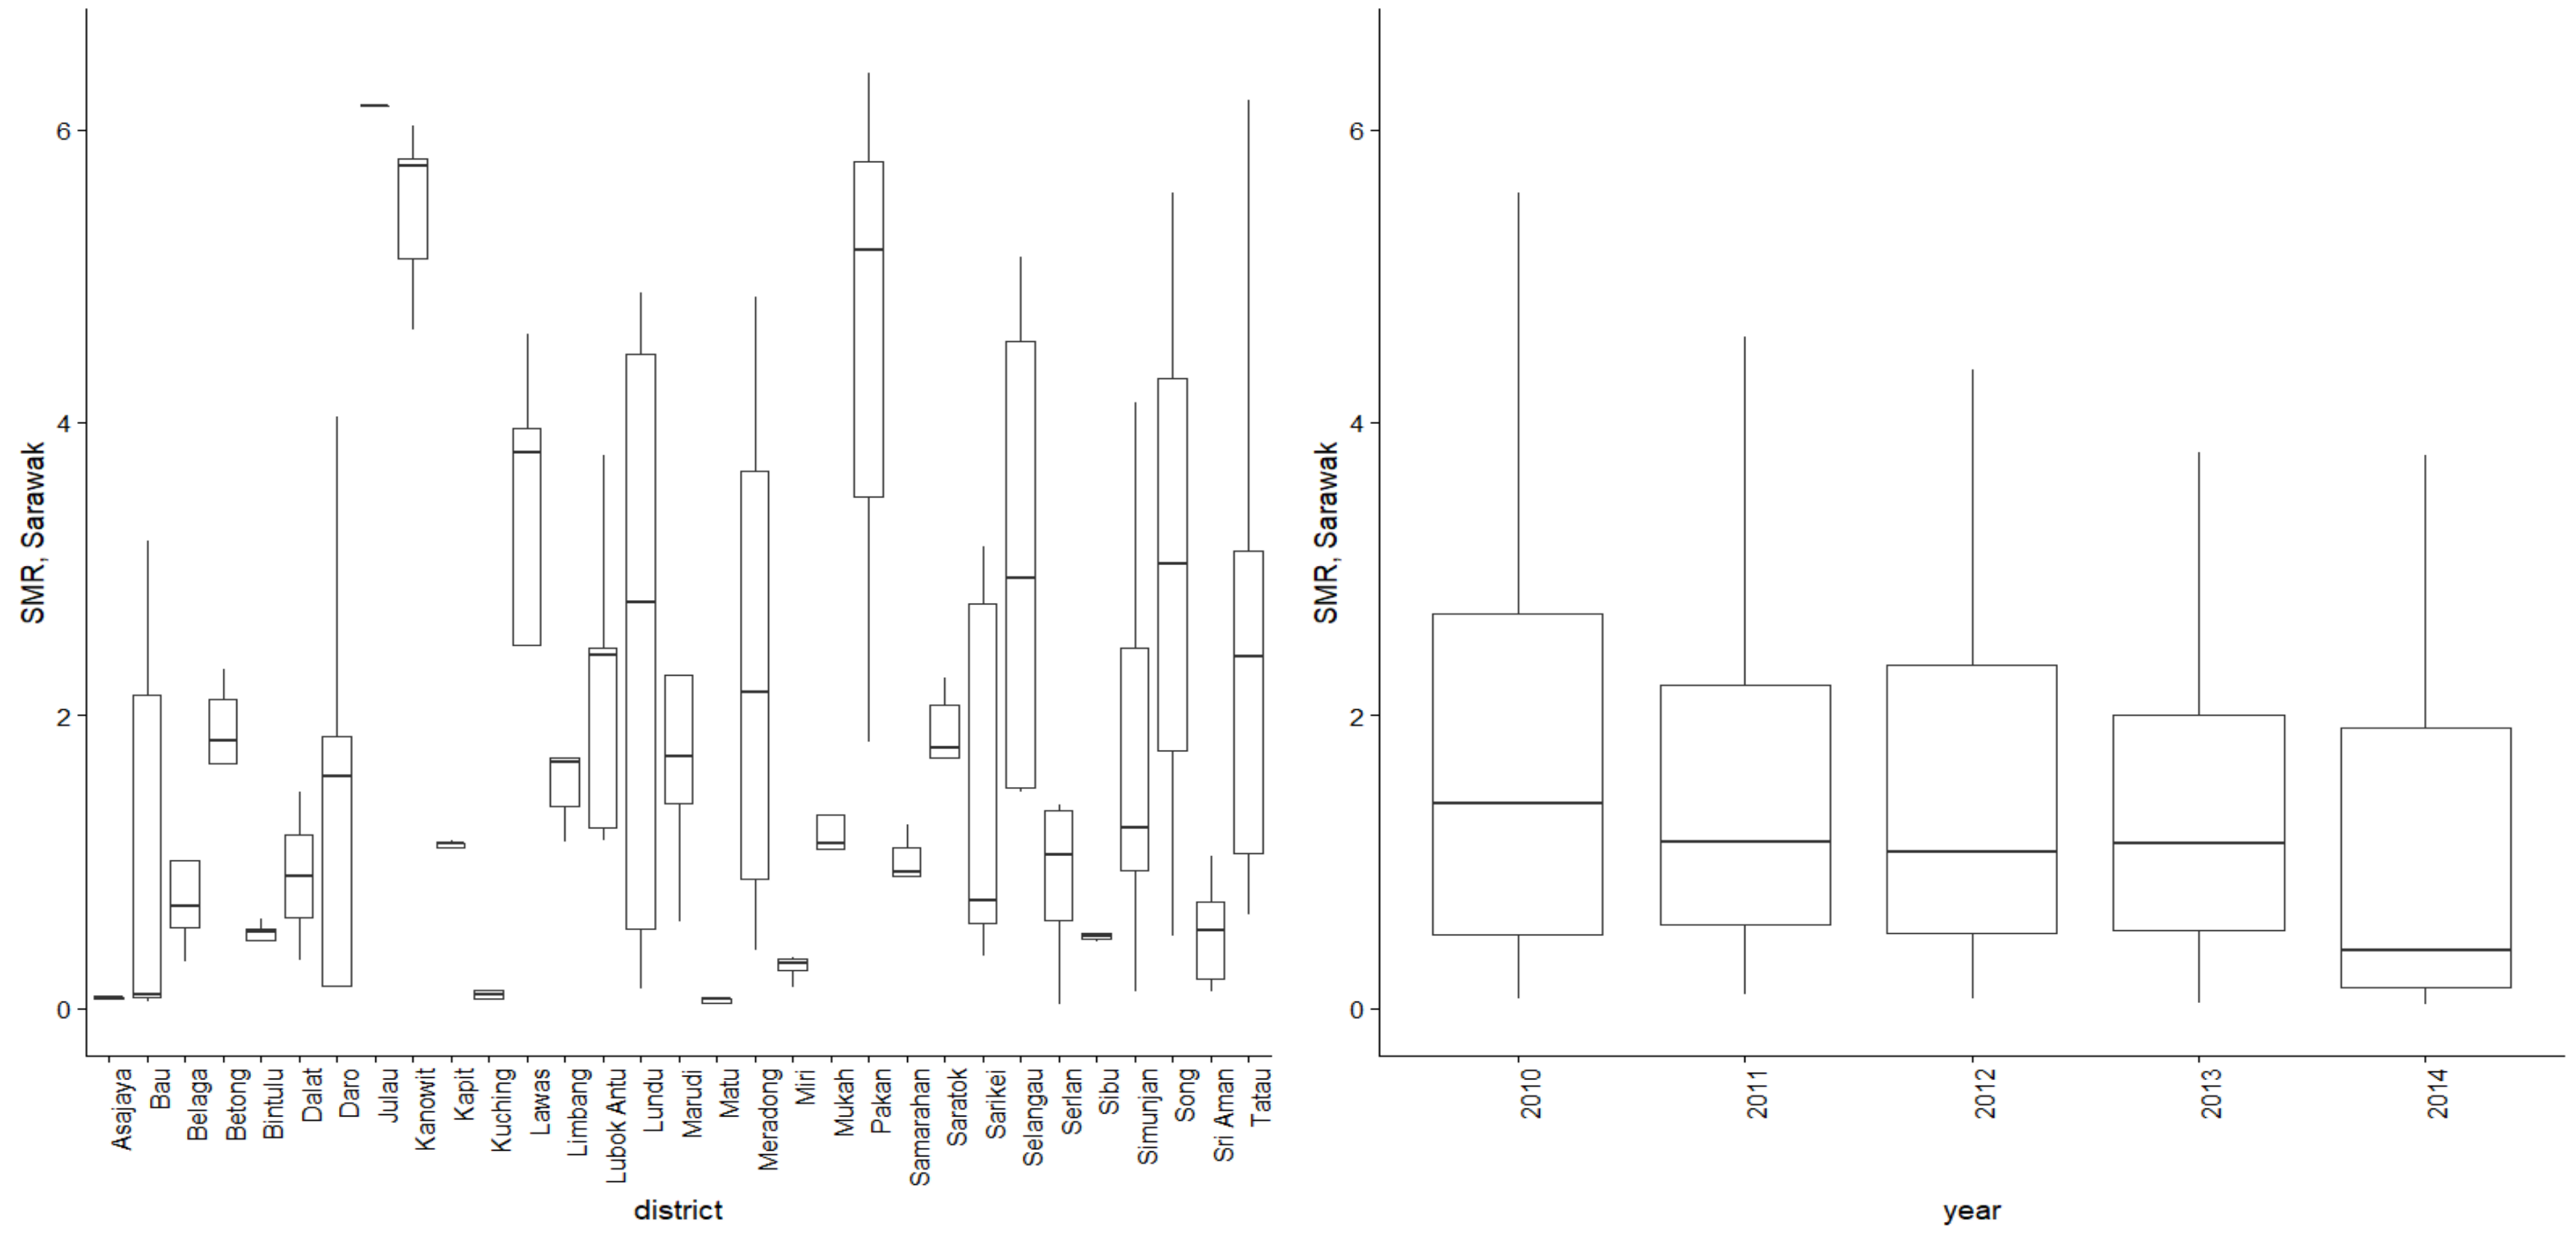 SMR, Sarawak
6
4
2
0
Asajaya
Bau
Belaga
Betong
Bintulu
Dalat
Daro
Julau
Kanowit
Kapit
Kuching
Lawas
Limbang
Lubok Antu
Lundu
Marudi
Matu
Meradong
Miri
Mukah
Pakan
Samarahan
Saratok
Sarikei
Selangau
Serian
Sibu
Simunjan
Song
Sri Aman
Tatau
district
SMR, Sarawak
6
4
2
0
2010
2011
2012
2013
2014
year